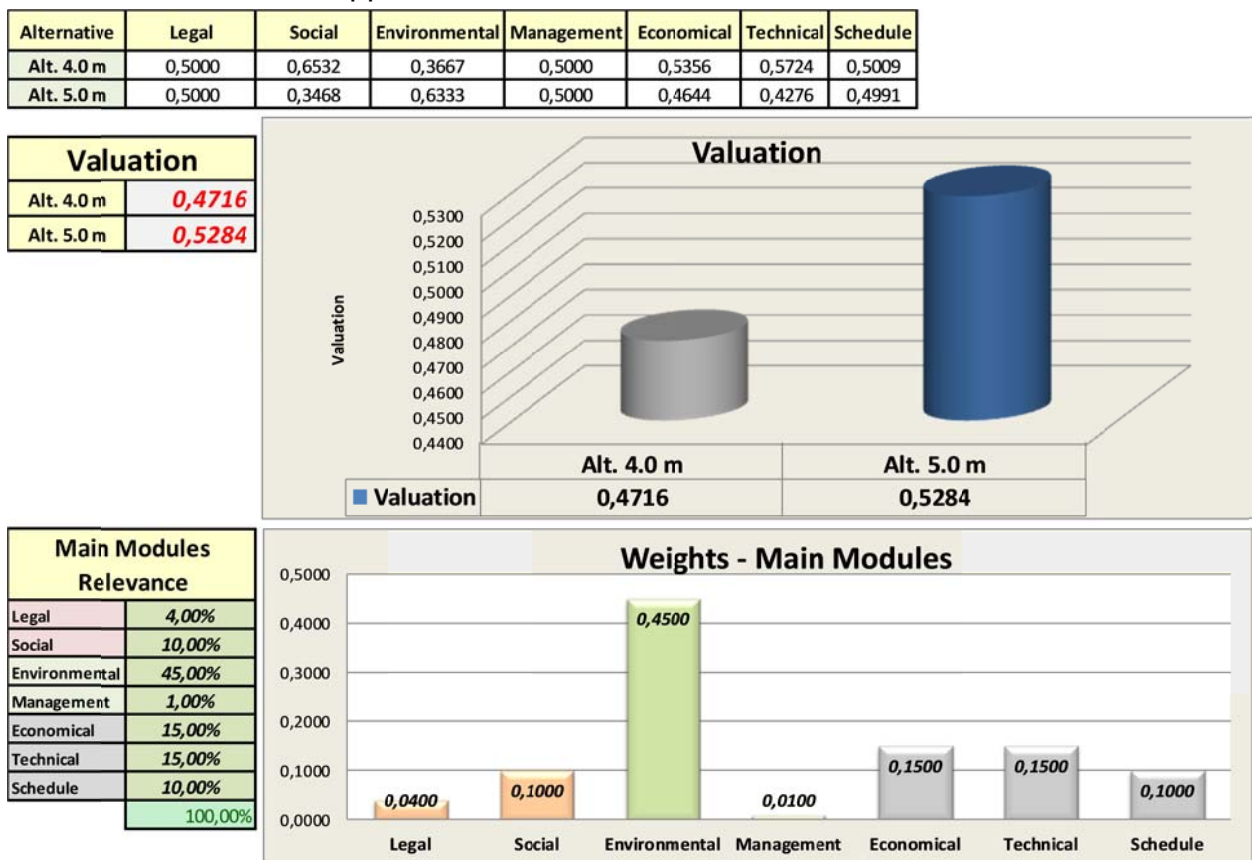 Alternative Legal Social Environmental Management Economical Technical Schedule
Alt. 4.0 m 0,5000 0,6532 0,3667 0,5000 0,5356 0,5724 0,5009
Alt. 5.0 m 0,5000 0,3468 0,6333 0,5000 0,4644 0,4276 0,4991
Valuation
Alt. 4.0 m 0,4716
Alt. 5.0 m 0,5284
Valuation
Valuation
0,5300
0,5200
0,5100
0,5000
0,4900
0,4800
0,4700
0,4600
0,4500
0,4400
Alt. 4.0 m Alt. 5.0 m
Valuation 0,4716 0,5284
Main Modules
Relevance
Legal 4,00%
Social 10,00%
Environmental 45,00%
Management 1,00%
Economical 15,00%
Technical 15,00%
Schedule 10,00%
100,00%
Weights - Main Modules
0,5000
0,4000
0,3000
0,2000
0,1000
0,0000
0,0400 0,1000 0,4500 0,0100 0,1500 0,1500 0,1000
Legal Social Environmental Management Economical Technical Schedule